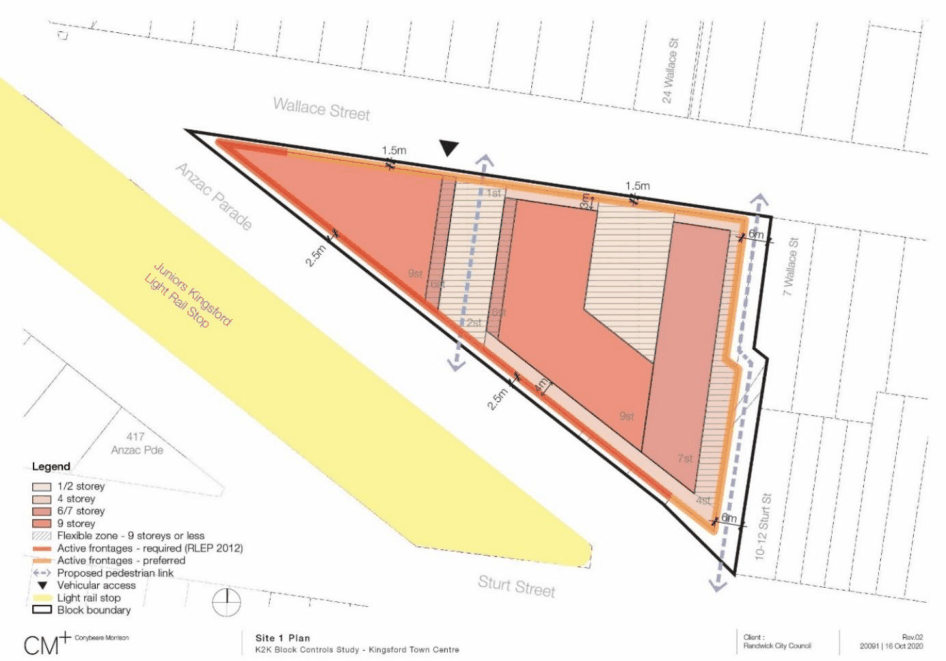 24 Wallace St
Wallace Street
1.5m
1.5m
Anzac Parade
1st
3m
6m
7 Wallace St
2.5m
Juniors Kingsford
Light Rail Stop
9st
2st
2.5m
4m
9st
7st
4st
6m
10-12 Sturt St
417
Anzac Pde
Sturt Street
Legend
1/2 storey
4 storey
6/7 storey
9 storey
Flexible zone - 9 storeys or less
Active frontages - required (RLEP 2012)
Active frontages - preferred
Proposed pedestrian link
Vehicular access
Light rail stop
Block boundary
CM+ Conybeare Morrison
Site 1 Plan
K2K Block Controls Study - Kingsford Town Centre
Client :
Randwick City Council
Rev.02
20091 | 16 Oct 2020